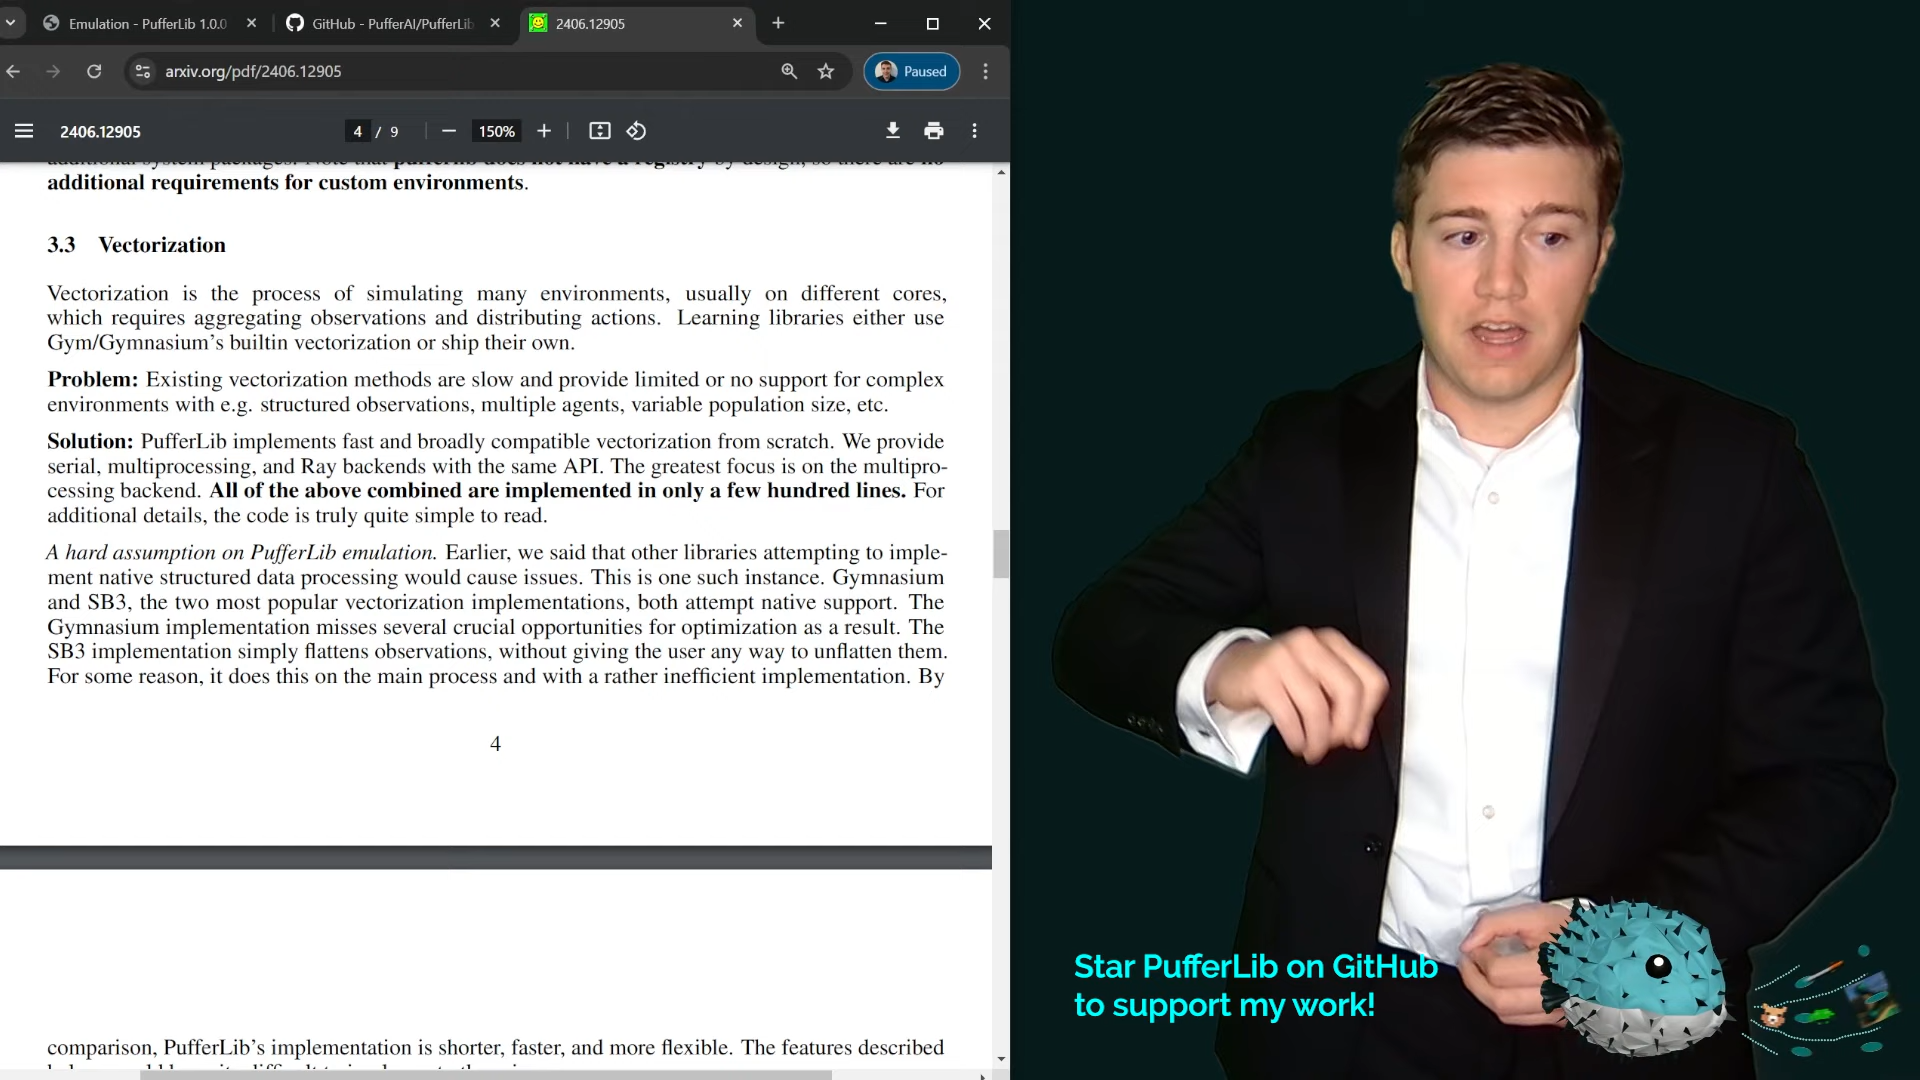 Emulation - PufferLib 1.0.0
GitHub - PufferAI/PufferLib
2406.12905
arxiv.org/pdf/2406.12905
Paused
2406.12905
4 / 9
150%
additional requirements for custom environments.
3.3 Vectorization
Vectorization is the process of simulating many environments, usually on different cores,
which requires aggregating observations and distributing actions. Learning libraries either use
Gym/Gymnasium's builtin vectorization or ship their own.
Problem: Existing vectorization methods are slow and provide limited or no support for complex
environments with e.g. structured observations, multiple agents, variable population size, etc.
Solution: PufferLib implements fast and broadly compatible vectorization from scratch. We provide
serial, multiprocessing, and Ray backends with the same API. The greatest focus is on the multipro-
cessing backend. All of the above combined are implemented in only a few hundred lines. For
additional details, the code is truly quite simple to read.
A hard assumption on PufferLib emulation. Earlier, we said that other libraries attempting to imple-
ment native structured data processing would cause issues. This is one such instance. Gymnasium
and SB3, the two most popular vectorization implementations, both attempt native support. The
Gymnasium implementation misses several crucial opportunities for optimization as a result. The
SB3 implementation simply flattens observations, without giving the user any way to unflatten them.
For some reason, it does this on the main process and with a rather inefficient implementation. By
4
comparison, PufferLib's implementation is shorter, faster, and more flexible. The features described
Star PufferLib on GitHub
to support my work!